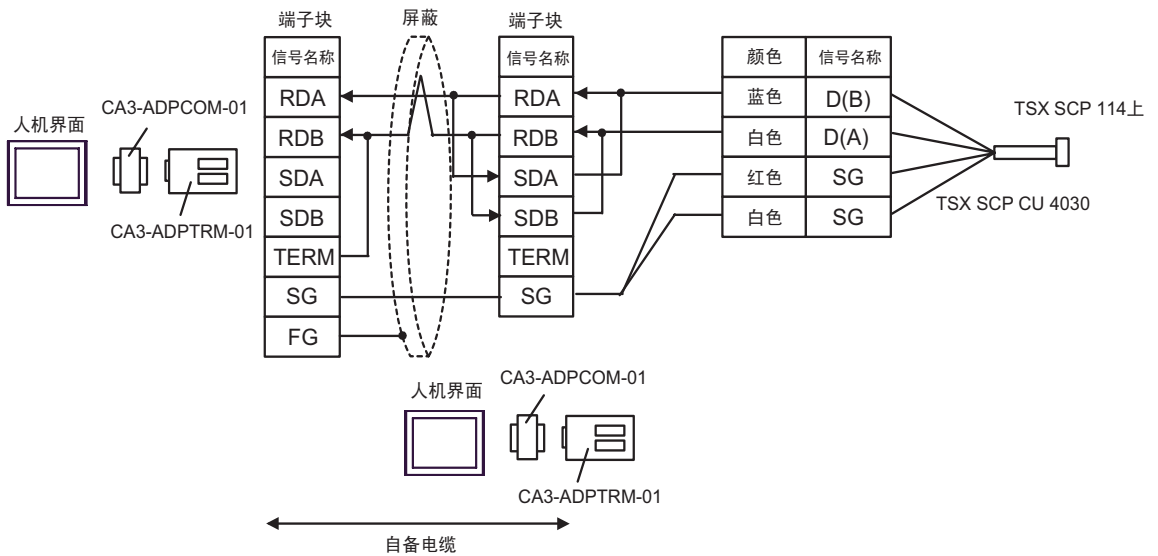 端子块
屏蔽
端子块
信号名称
RDA
RDB
SDA
SDB
TERM
SG
FG
信号名称
RDA
RDB
SDA
SDB
TERM
SG
颜色 信号名称
蓝色 D(B)
白色 D(A)
红色 SG
白色 SG
TSX SCP 114上
TSX SCP CU 4030
人机界面
CA3-ADPCOM-01
CA3-ADPTRM-01
人机界面
CA3-ADPCOM-01
CA3-ADPTRM-01
自备电缆